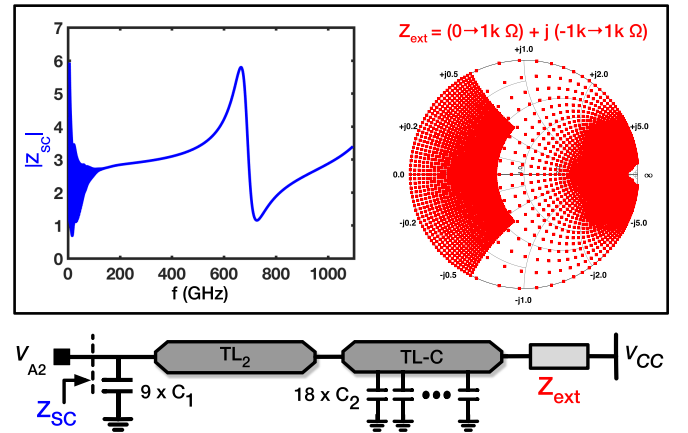 Z_ext = (0→1k Ω) + j (-1k→1k Ω)
|Z_SC|
7
6
5
4
3
2
1
0
0 200 400 600 800 1000
f (GHz)
+j1.0
+j0.5 +j2.0
+j0.2 +j5.0
0.0 ∞
-j0.2 -j5.0
-j0.5 -j2.0
-j1.0
V_A2 TL_2 TL-C V_CC
Z_SC 9 x C_1 18 x C_2 Z_ext